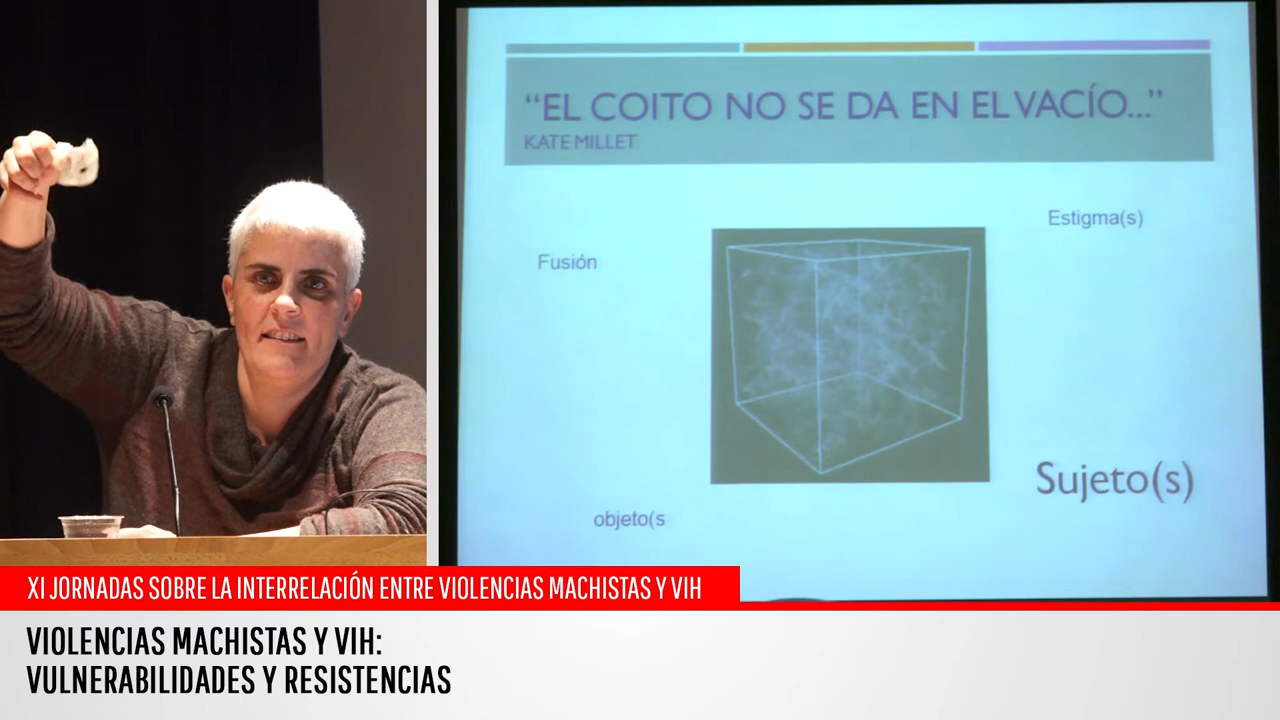 “EL COITO NO SE DA EN EL VACÍO...”
KATE MILLET
Estigma(s)
Fusión
Sujeto(s)
objeto(s
XI JORNADAS SOBRE LA INTERRELACIÓN ENTRE VIOLENCIAS MACHISTAS Y VIH
VIOLENCIAS MACHISTAS Y VIH:
VULNERABILIDADES Y RESISTENCIAS